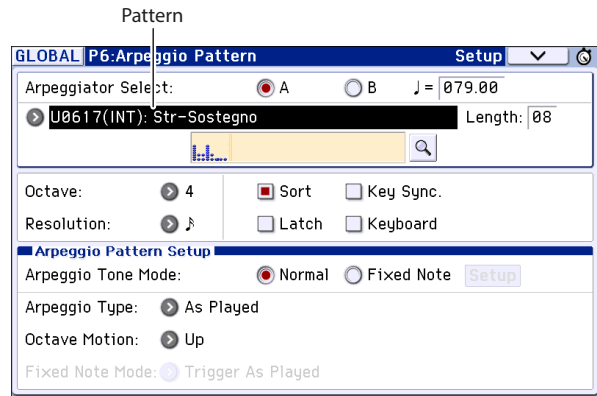 Pattern
GLOBAL P6:Arpeggio Pattern Setup
Arpeggiator Select: A B ♩= 079.00
U0617(INT): Str-Sostegno Length: 08
Octave: 4 Sort Key Sync.
Resolution: ♪ Latch Keyboard
Arpeggio Pattern Setup
Arpeggio Tone Mode: Normal Fixed Note Setup
Arpeggio Type: As Played
Octave Motion: Up
Fixed Note Mode: Trigger As Played